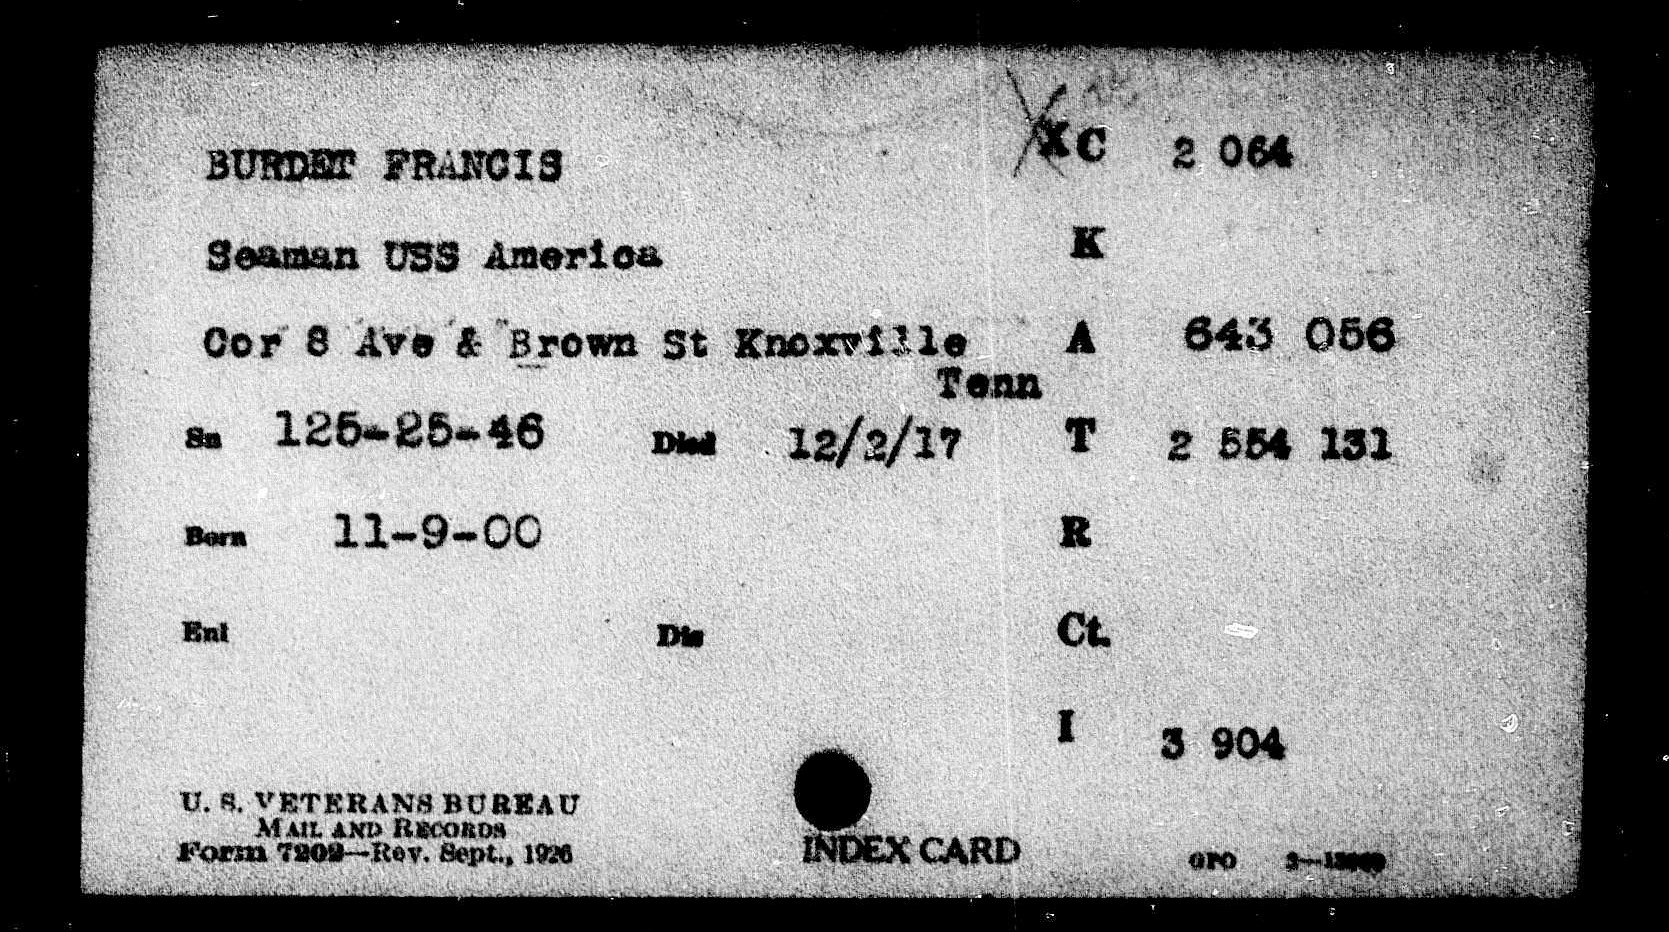 BURDET FRANCIS XC 2 064
Seaman USS America K
Cor 8 Ave & Brown St Knoxville A 643 056
Tenn
Sn 125-25-46 Died 12/2/17 T 2 554 131
Born 11-9-00 R
Enl Dis Ct.
I 3 904
U. S. VETERANS BUREAU
MAIL AND RECORDS
Form 7202—Rev. Sept., 1926
INDEX CARD
GPO